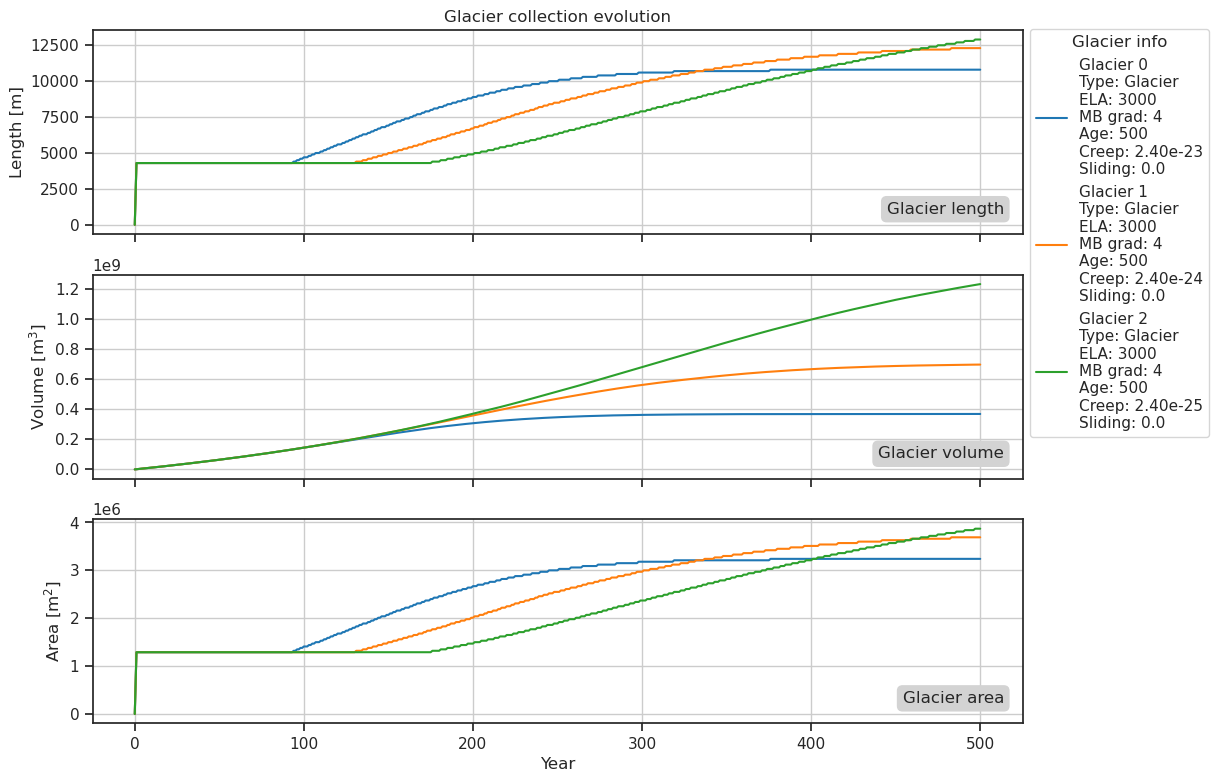 Glacier collection evolution
12500
10000
7500
5000
2500
0
Length [m]
Glacier length
1e9
1.2
1.0
0.8
0.6
0.4
0.2
0.0
Volume [m³]
Glacier volume
1e6
4
3
2
1
0
Area [m²]
Glacier area
0 100 200 300 400 500
Year
Glacier info
Glacier 0
Type: Glacier
ELA: 3000
MB grad: 4
Age: 500
Creep: 2.40e-23
Sliding: 0.0
Glacier 1
Type: Glacier
ELA: 3000
MB grad: 4
Age: 500
Creep: 2.40e-24
Sliding: 0.0
Glacier 2
Type: Glacier
ELA: 3000
MB grad: 4
Age: 500
Creep: 2.40e-25
Sliding: 0.0